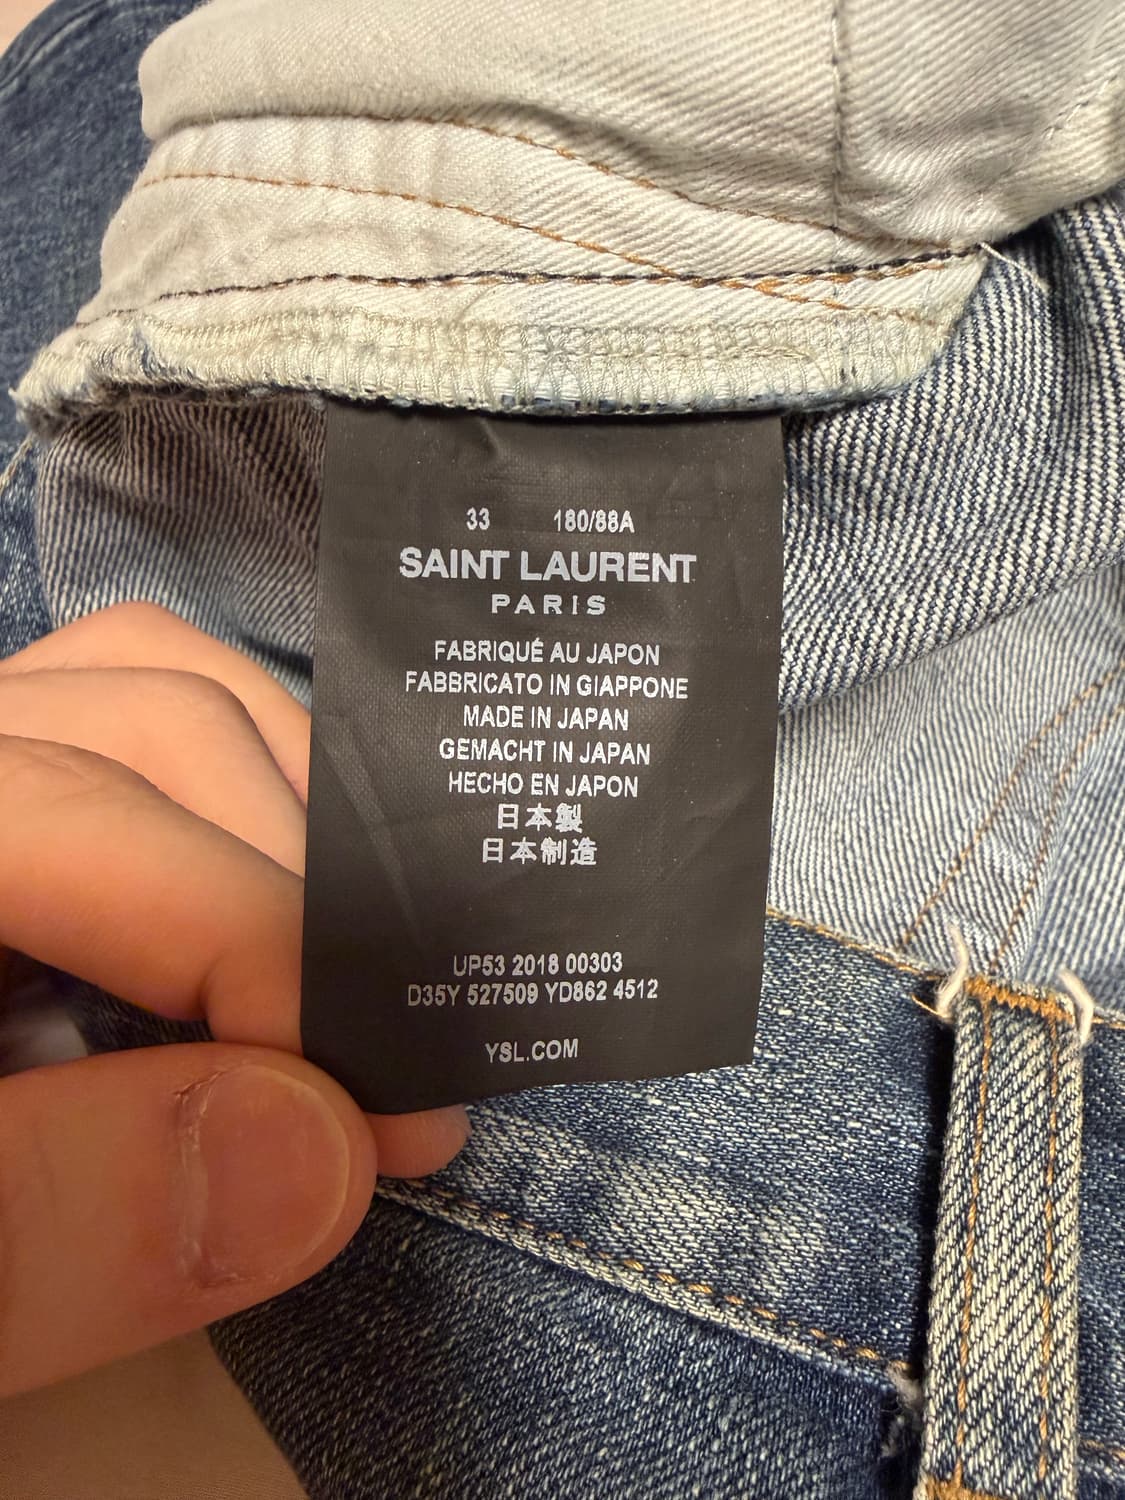 33 180/88A
SAINT LAURENT
PARIS
FABRIQUÉ AU JAPON
FABBRICATO IN GIAPPONE
MADE IN JAPAN
GEMACHT IN JAPAN
HECHO EN JAPON
日本製
日本制造
UP53 2018 00303
D35Y 527509 YD862 4512
YSL.COM